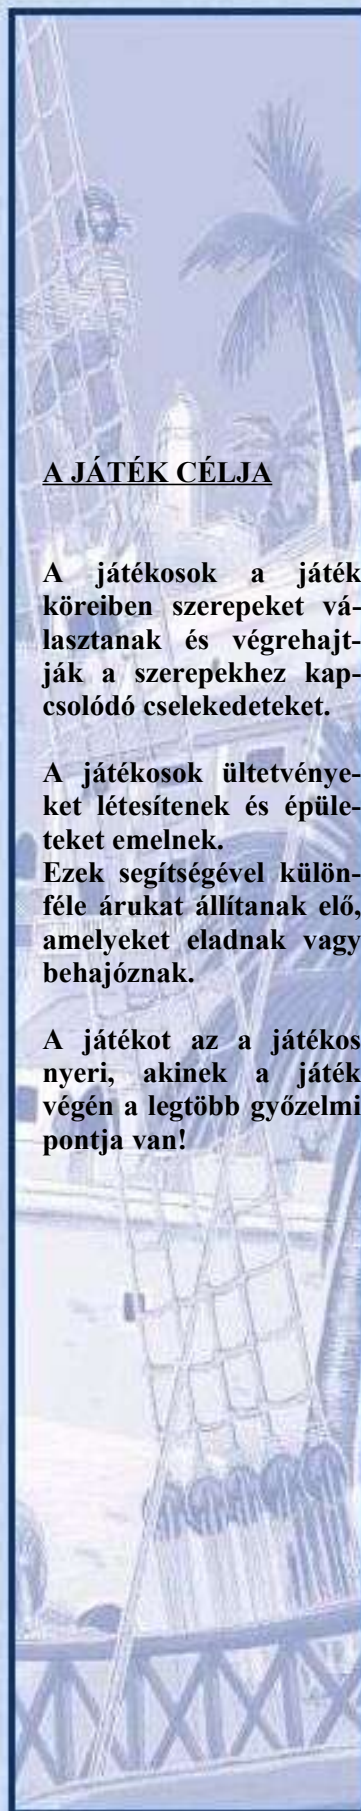 A JÁTÉK CÉLJA
A játékosok a játék
köreiben szerepeket vá-
lasztanak és végrehajt-
ják a szerepekhez kap-
csolódó cselekedeteket.
A játékosok ültetvénye-
ket létesítenek és épüle-
teket emelnek.
Ezek segítségével külön-
féle árukat állítanak elő,
amelyeket eladnak vagy
behajóznak.
A játékot az a játékos
nyeri, akinek a játék
végén a legtöbb győzelmi
pontja van!